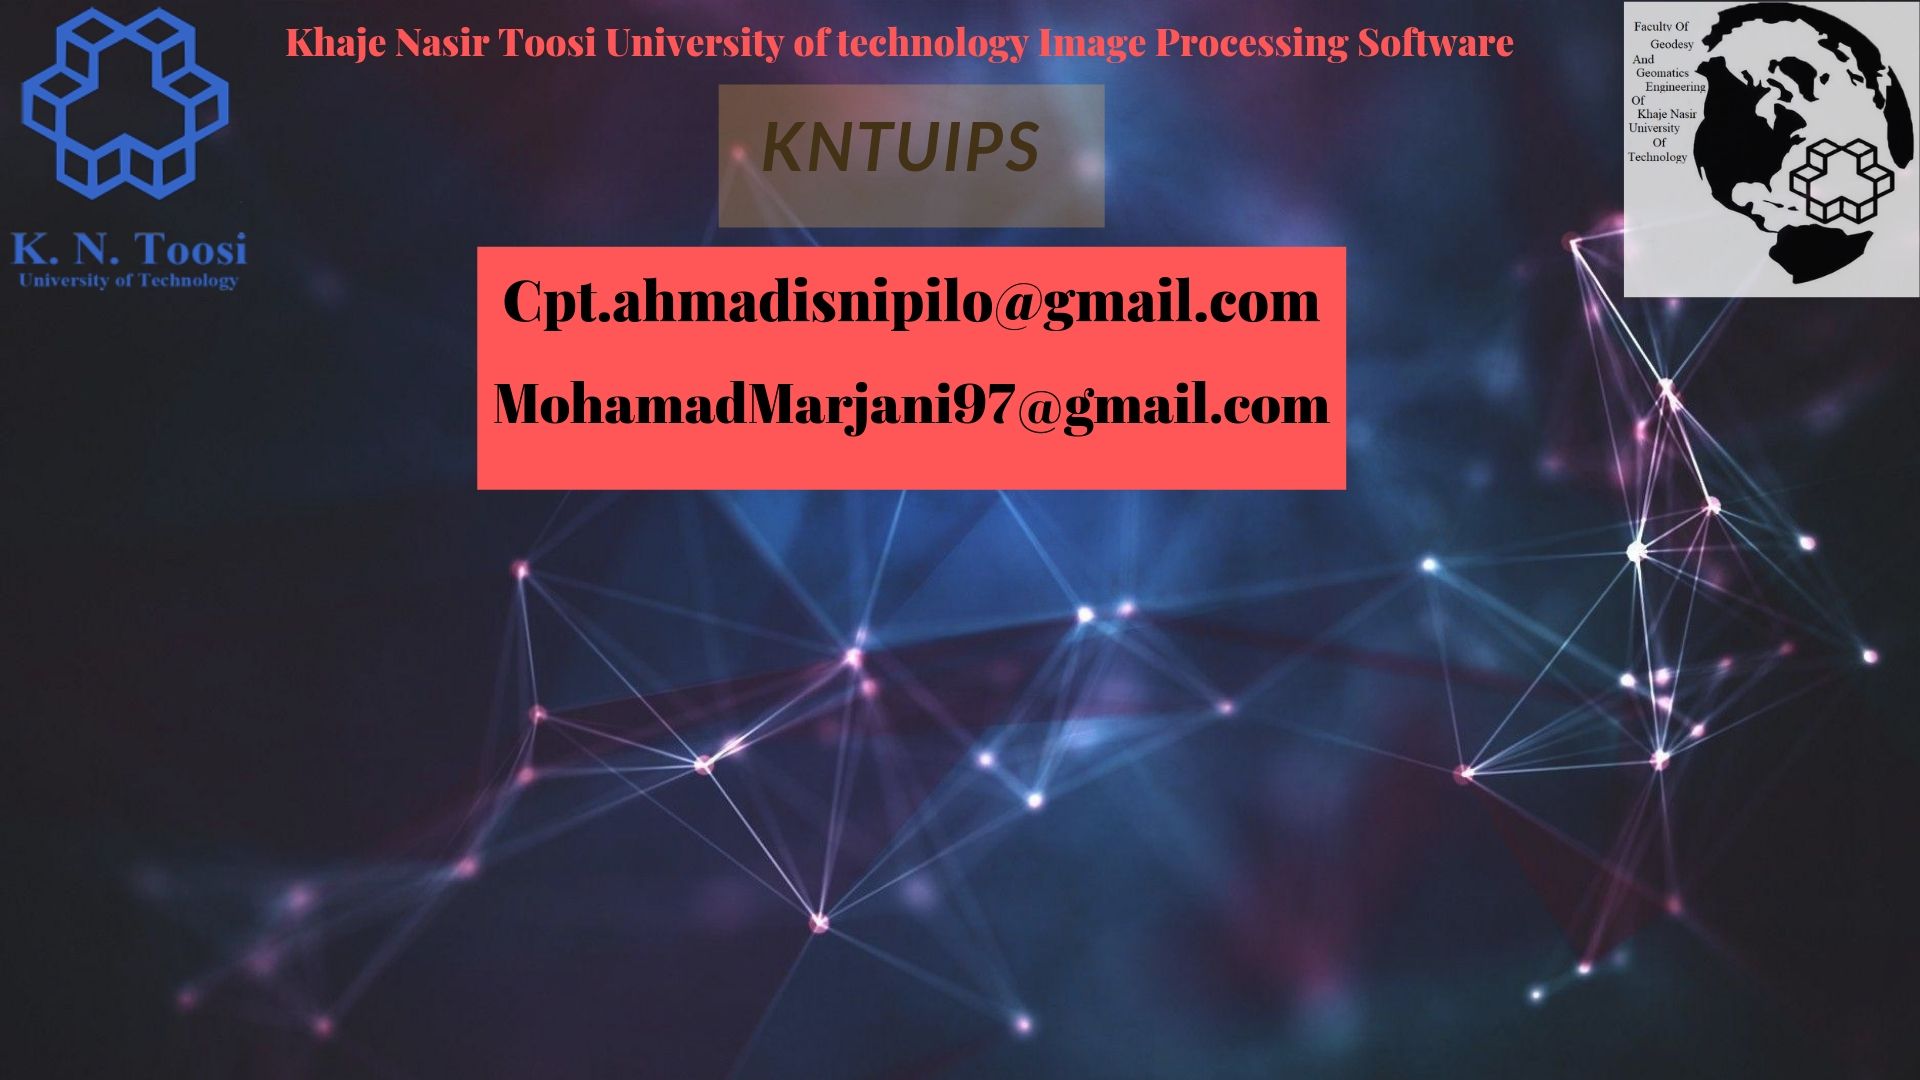 Khaje Nasir Toosi University of technology Image Processing Software
KNTUIPS
K. N. Toosi
University of Technology
Faculty Of
Geodesy
And
Geomatics
Engineering
Of
Khaje Nasir
University
Of
Technology
Cpt.ahmadisnipilo@gmail.com
MohamadMarjani97@gmail.com